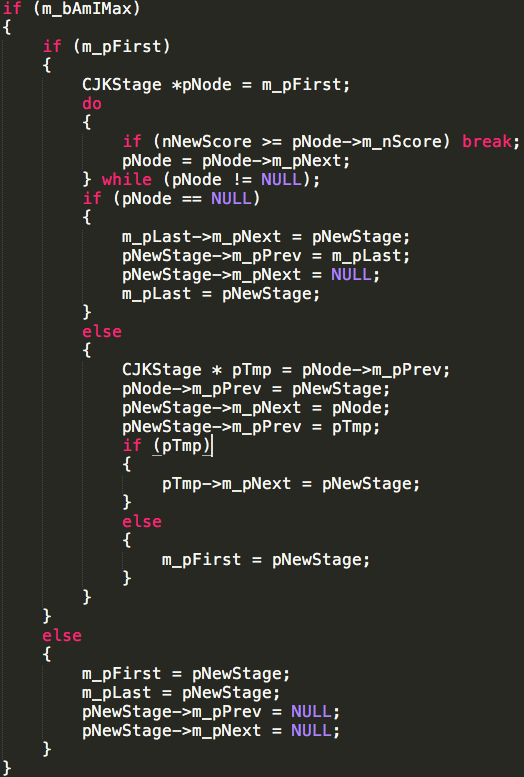 if (m_bAmIMax)
{
    if (m_pFirst)
    {
        CJKStage *pNode = m_pFirst;
        do
        {
            if (nNewScore >= pNode->m_nScore) break;
            pNode = pNode->m_pNext;
        } while (pNode != NULL);
        if (pNode == NULL)
        {
            m_pLast->m_pNext = pNewStage;
            pNewStage->m_pPrev = m_pLast;
            pNewStage->m_pNext = NULL;
            m_pLast = pNewStage;
        }
        else
        {
            CJKStage * pTmp = pNode->m_pPrev;
            pNode->m_pPrev = pNewStage;
            pNewStage->m_pNext = pNode;
            pNewStage->m_pPrev = pTmp;
            if (pTmp)
            {
                pTmp->m_pNext = pNewStage;
            }
            else
            {
                m_pFirst = pNewStage;
            }
        }
    }
    else
    {
        m_pFirst = pNewStage;
        m_pLast = pNewStage;
        pNewStage->m_pPrev = NULL;
        pNewStage->m_pNext = NULL;
    }
}